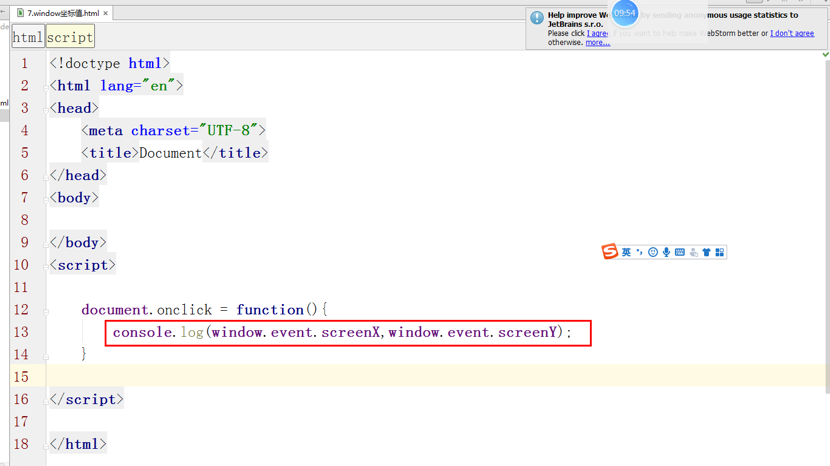 7.window坐标值.html
Help improve We by sending anonymous usage statistics to
JetBrains s.r.o.
09:54
Please click I agree if you want to help make WebStorm better or I don't agree
otherwise. more...
html script
1 <!doctype html>
2 <html lang="en">
3 <head>
4 <meta charset="UTF-8">
5 <title>Document</title>
6 </head>
7 <body>
8
9 </body>
10 <script>
11
12 document.onclick = function(){
13 console.log(window.event.screenX,window.event.screenY);
14 }
15
16 </script>
17
18 </html>
ml
英